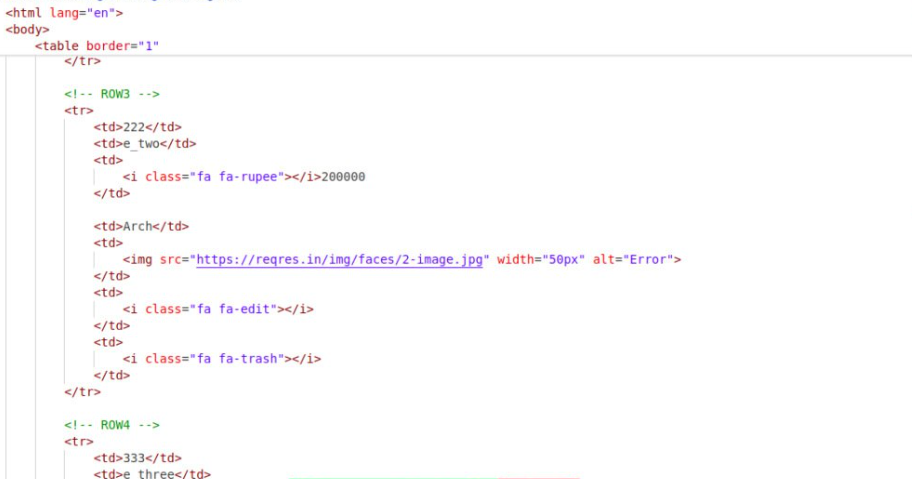 <html lang="en">
<body>
<table border="1"
</tr>
<!-- ROW3 -->
<tr>
<td>222</td>
<td>e_two</td>
<td>
<i class="fa fa-rupee"></i>200000
</td>
<td>Arch</td>
<td>
<img src="https://reqres.in/img/faces/2-image.jpg" width="50px" alt="Error">
</td>
<td>
<i class="fa fa-edit"></i>
</td>
<td>
<i class="fa fa-trash"></i>
</td>
</tr>
<!-- ROW4 -->
<tr>
<td>333</td>
<td>e_three</td>